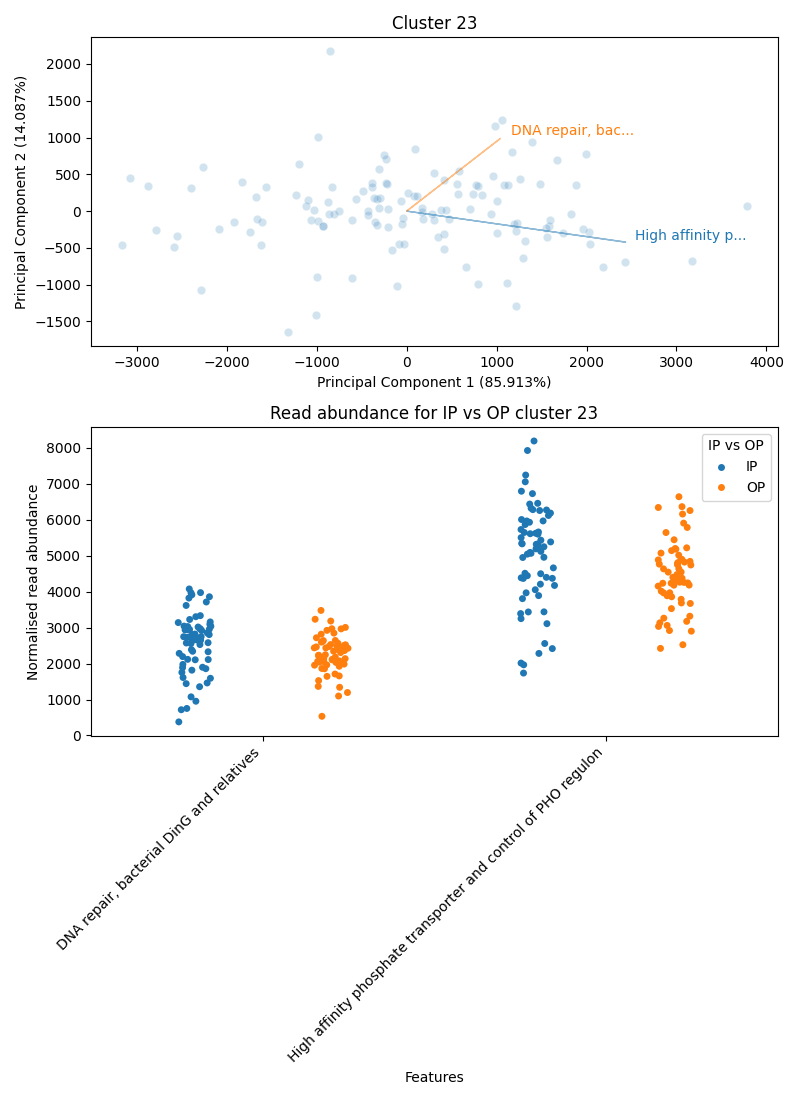 Cluster 23
Principal Component 2 (14.087%)
2000
1500
1000
500
0
−500
−1000
−1500
DNA repair, bac...
High affinity p...
−3000 −2000 −1000 0 1000 2000 3000 4000
Principal Component 1 (85.913%)
Read abundance for IP vs OP cluster 23
Normalised read abundance
8000
7000
6000
5000
4000
3000
2000
1000
0
IP vs OP
IP
OP
DNA repair, bacterial DinG and relatives
High affinity phosphate transporter and control of PHO regulon
Features